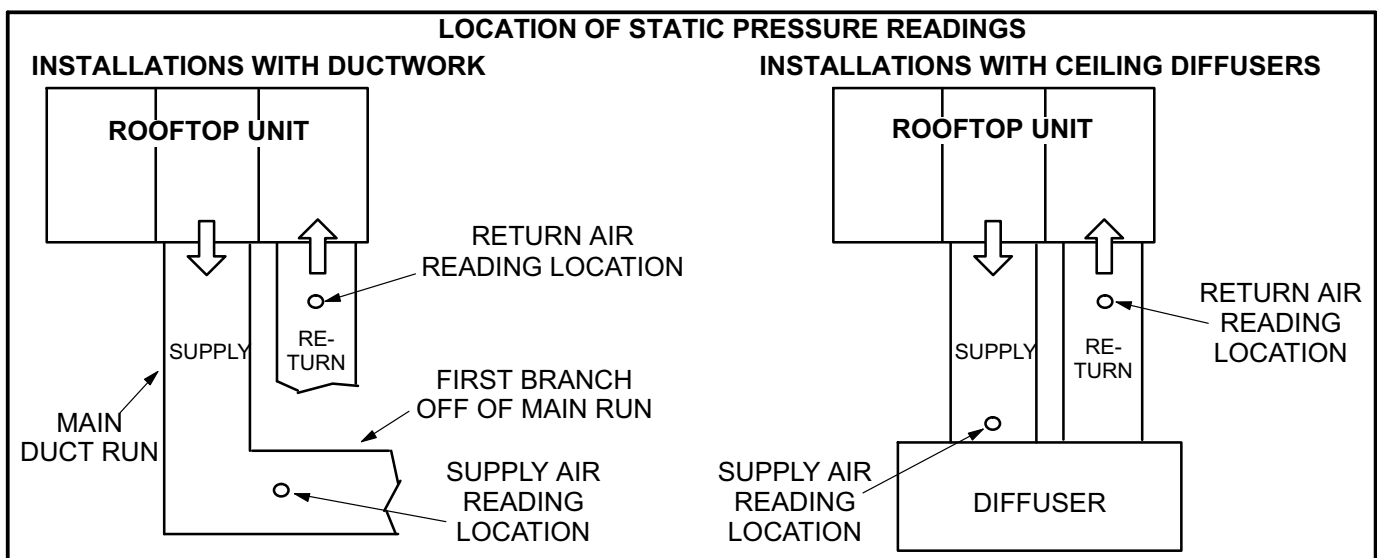 LOCATION OF STATIC PRESSURE READINGS
INSTALLATIONS WITH DUCTWORK
ROOFTOP UNIT
RETURN AIR
READING LOCATION
SUPPLY
RE-
TURN
FIRST BRANCH
OFF OF MAIN RUN
MAIN
DUCT RUN
SUPPLY AIR
READING
LOCATION
INSTALLATIONS WITH CEILING DIFFUSERS
ROOFTOP UNIT
RETURN AIR
READING
LOCATION
SUPPLY
RE-
TURN
SUPPLY AIR
READING
LOCATION
DIFFUSER